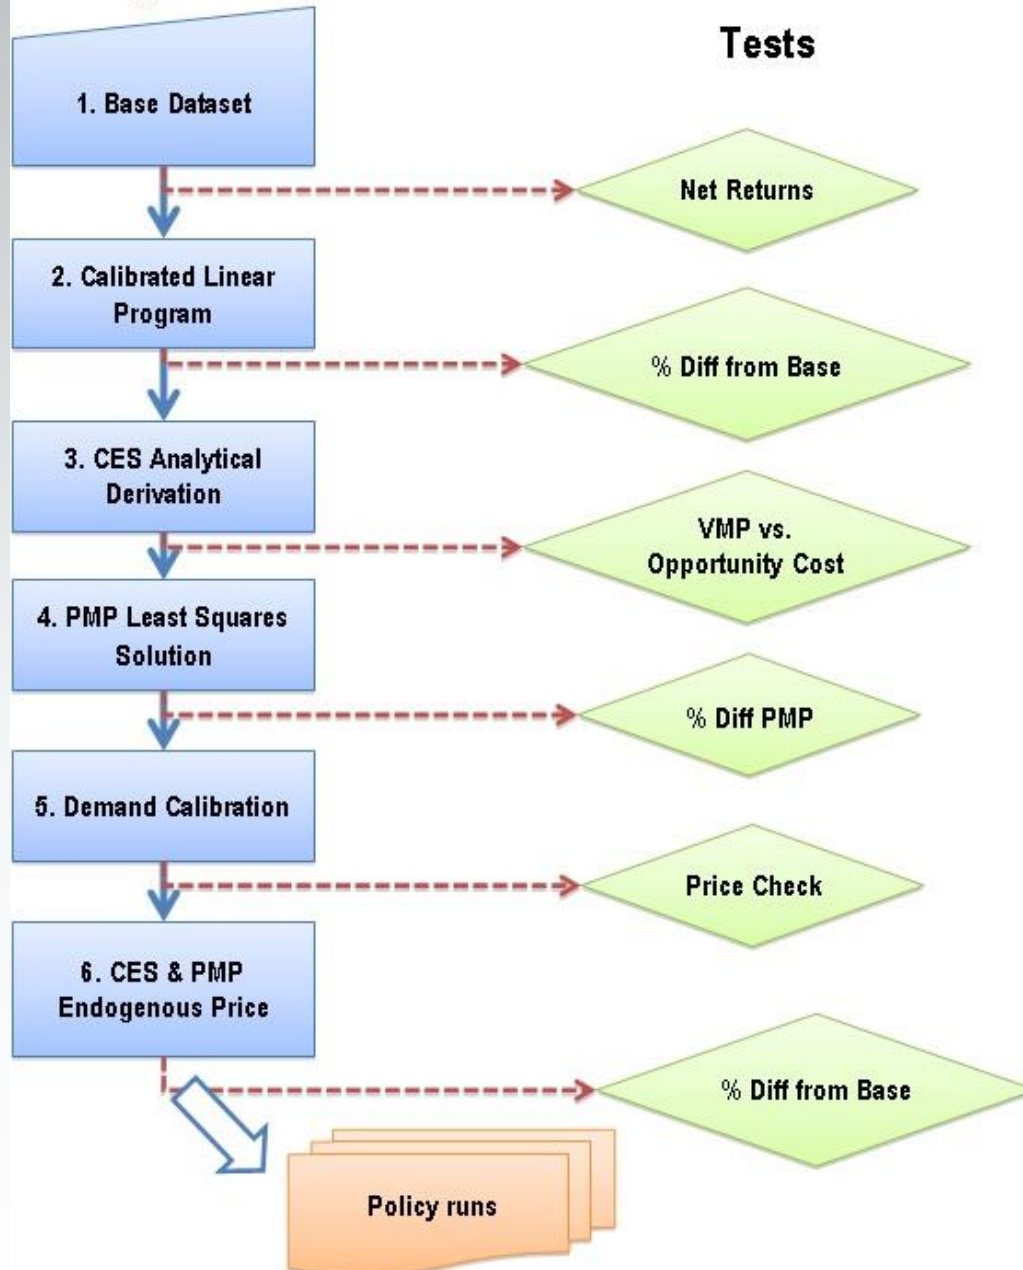 Tests
1. Base Dataset
Net Returns
2. Calibrated Linear
Program
% Diff from Base
3. CES Analytical
Derivation
VMP vs.
Opportunity Cost
4. PMP Least Squares
Solution
% Diff PMP
5. Demand Calibration
Price Check
6. CES & PMP
Endogenous Price
% Diff from Base
Policy runs